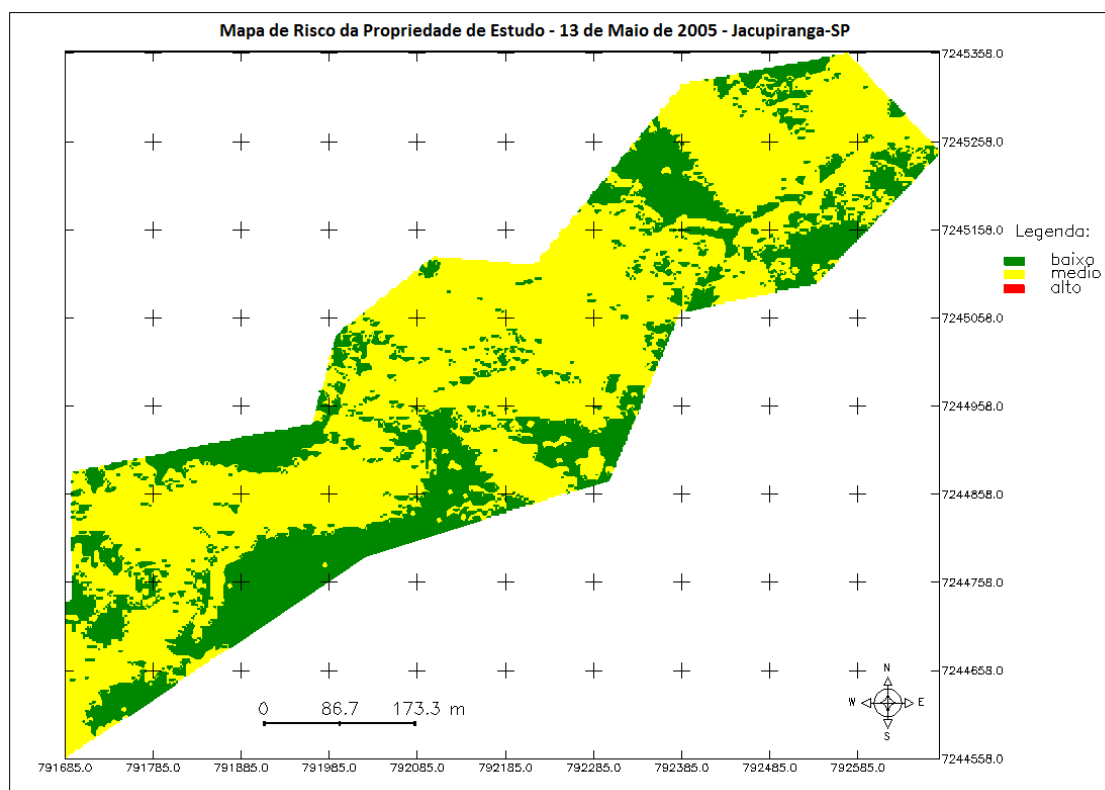 Mapa de Risco da Propriedade de Estudo - 13 de Maio de 2005 - Jacupiranga-SP
7245358.0
7245258.0
7245158.0
Legenda:
baixo
medio
alto
7245058.0
7244958.0
7244858.0
7244758.0
7244658.0
N
W E
S
0 86.7 173.3 m
7244558.0
791685.0 791785.0 791885.0 791985.0 792085.0 792185.0 792285.0 792385.0 792485.0 792585.0